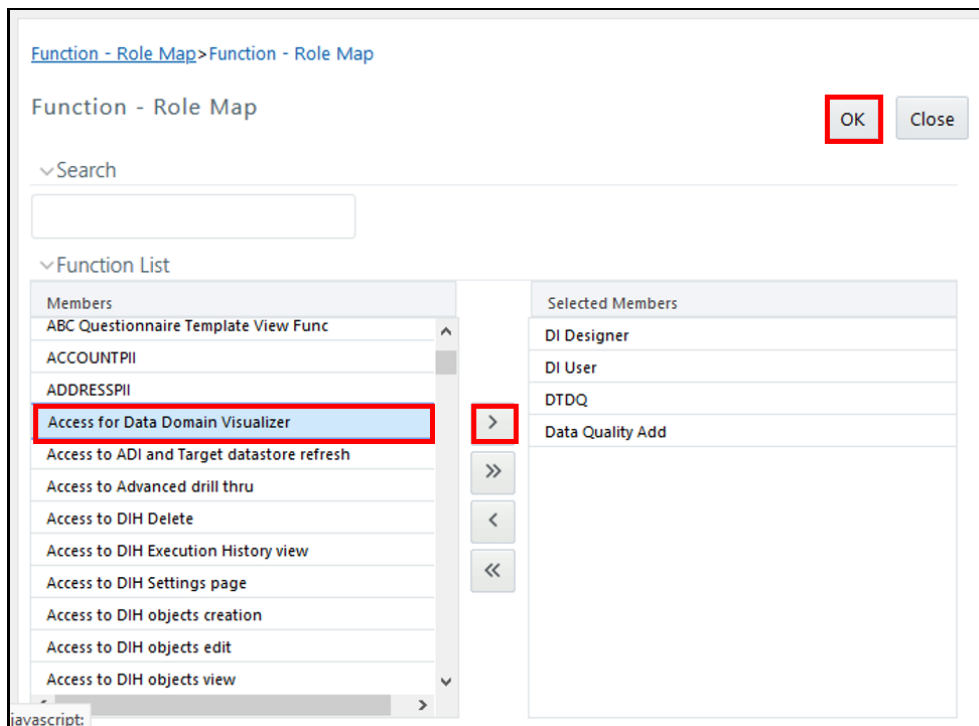 Function - Role Map>Function - Role Map
Function - Role Map
OK
Close
Search
Function List
Members
ABC Questionnaire Template View Func
ACCOUNTPII
ADDRESSPII
Access for Data Domain Visualizer
Access to ADI and Target datastore refresh
Access to Advanced drill thru
Access to DIH Delete
Access to DIH Execution History view
Access to DIH Settings page
Access to DIH objects creation
Access to DIH objects edit
Access to DIH objects view
Selected Members
DI Designer
DI User
DTDQ
Data Quality Add
javascript: